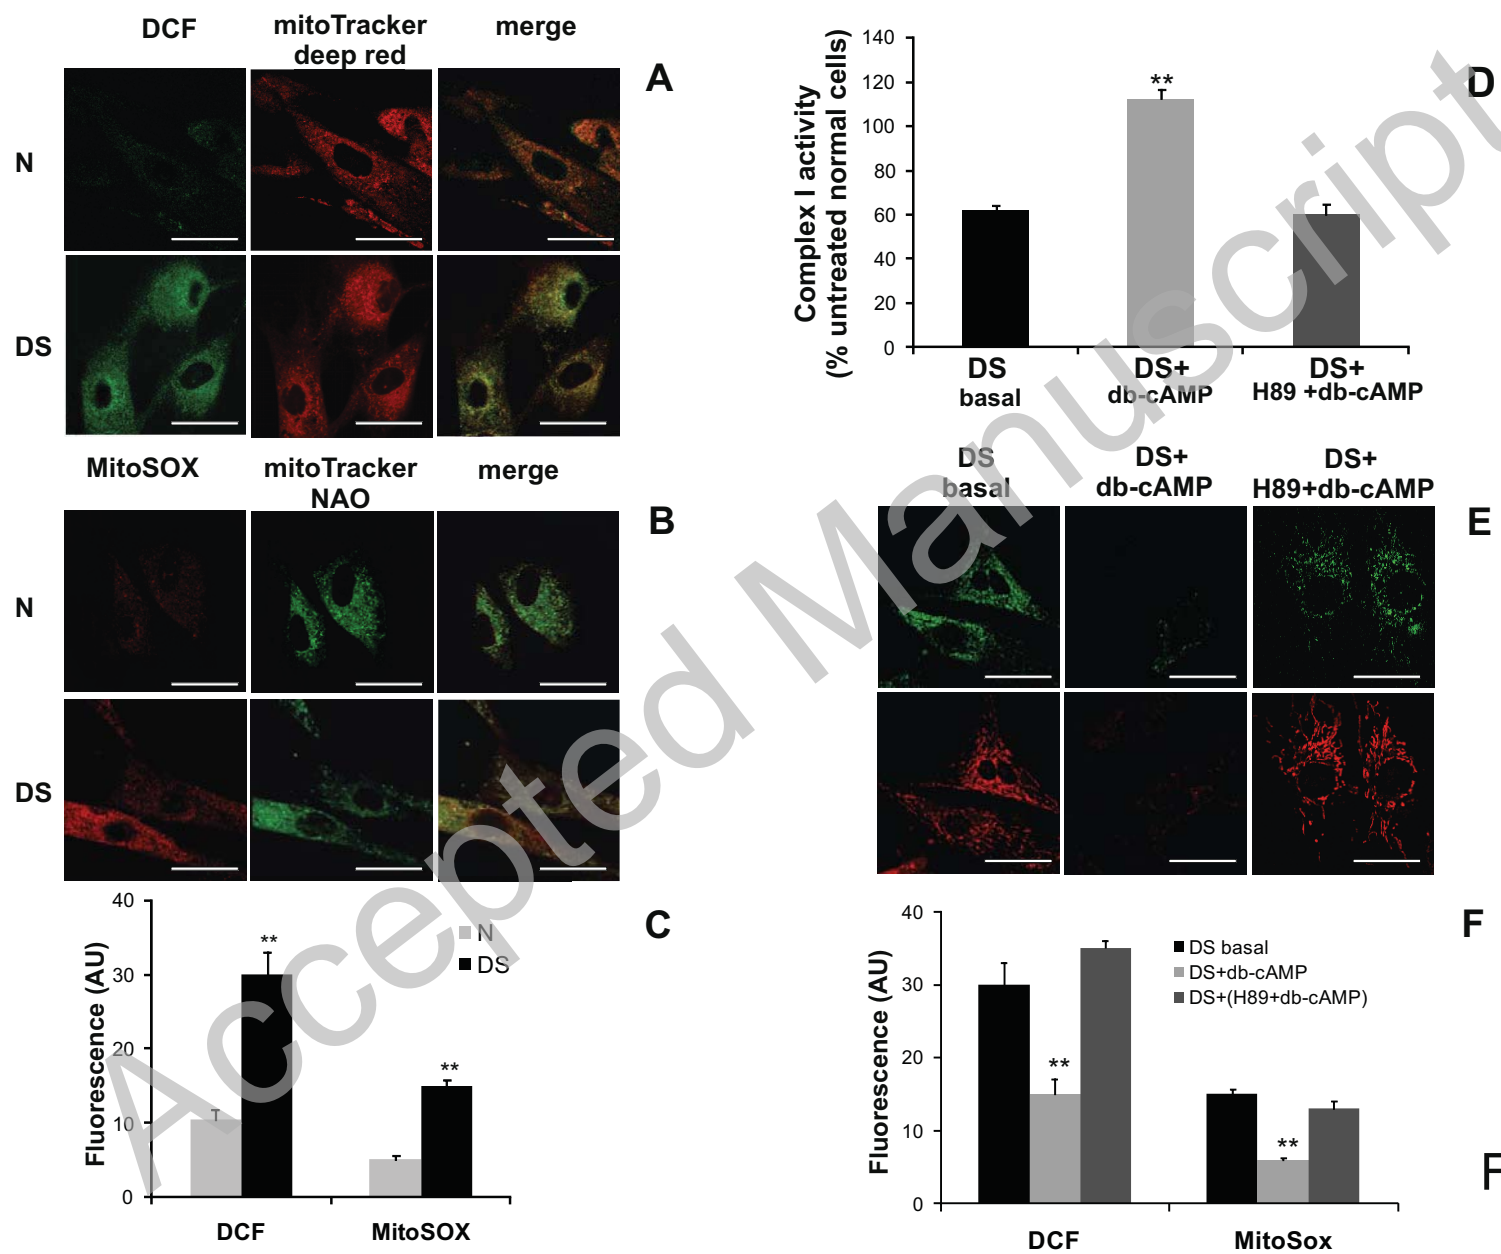 DCF
mitoTracker
deep red
merge
A
N
DS
MitoSOX
mitoTracker
NAO
merge
B
N
DS
40
30
20
10
0
Fluorescence (AU)
**
**
N
DS
C
DCF
MitoSOX
140
120
100
80
60
40
20
0
Complex I activity
(% untreated normal cells)
**
D
DS
basal
DS+
db-cAMP
DS+
H89 +db-cAMP
DS
basal
DS+
db-cAMP
DS+
H89+db-cAMP
E
40
30
20
10
0
Fluorescence (AU)
**
**
DS basal
DS+db-cAMP
DS+(H89+db-cAMP)
F
DCF
MitoSox
F
Accepted Manuscript